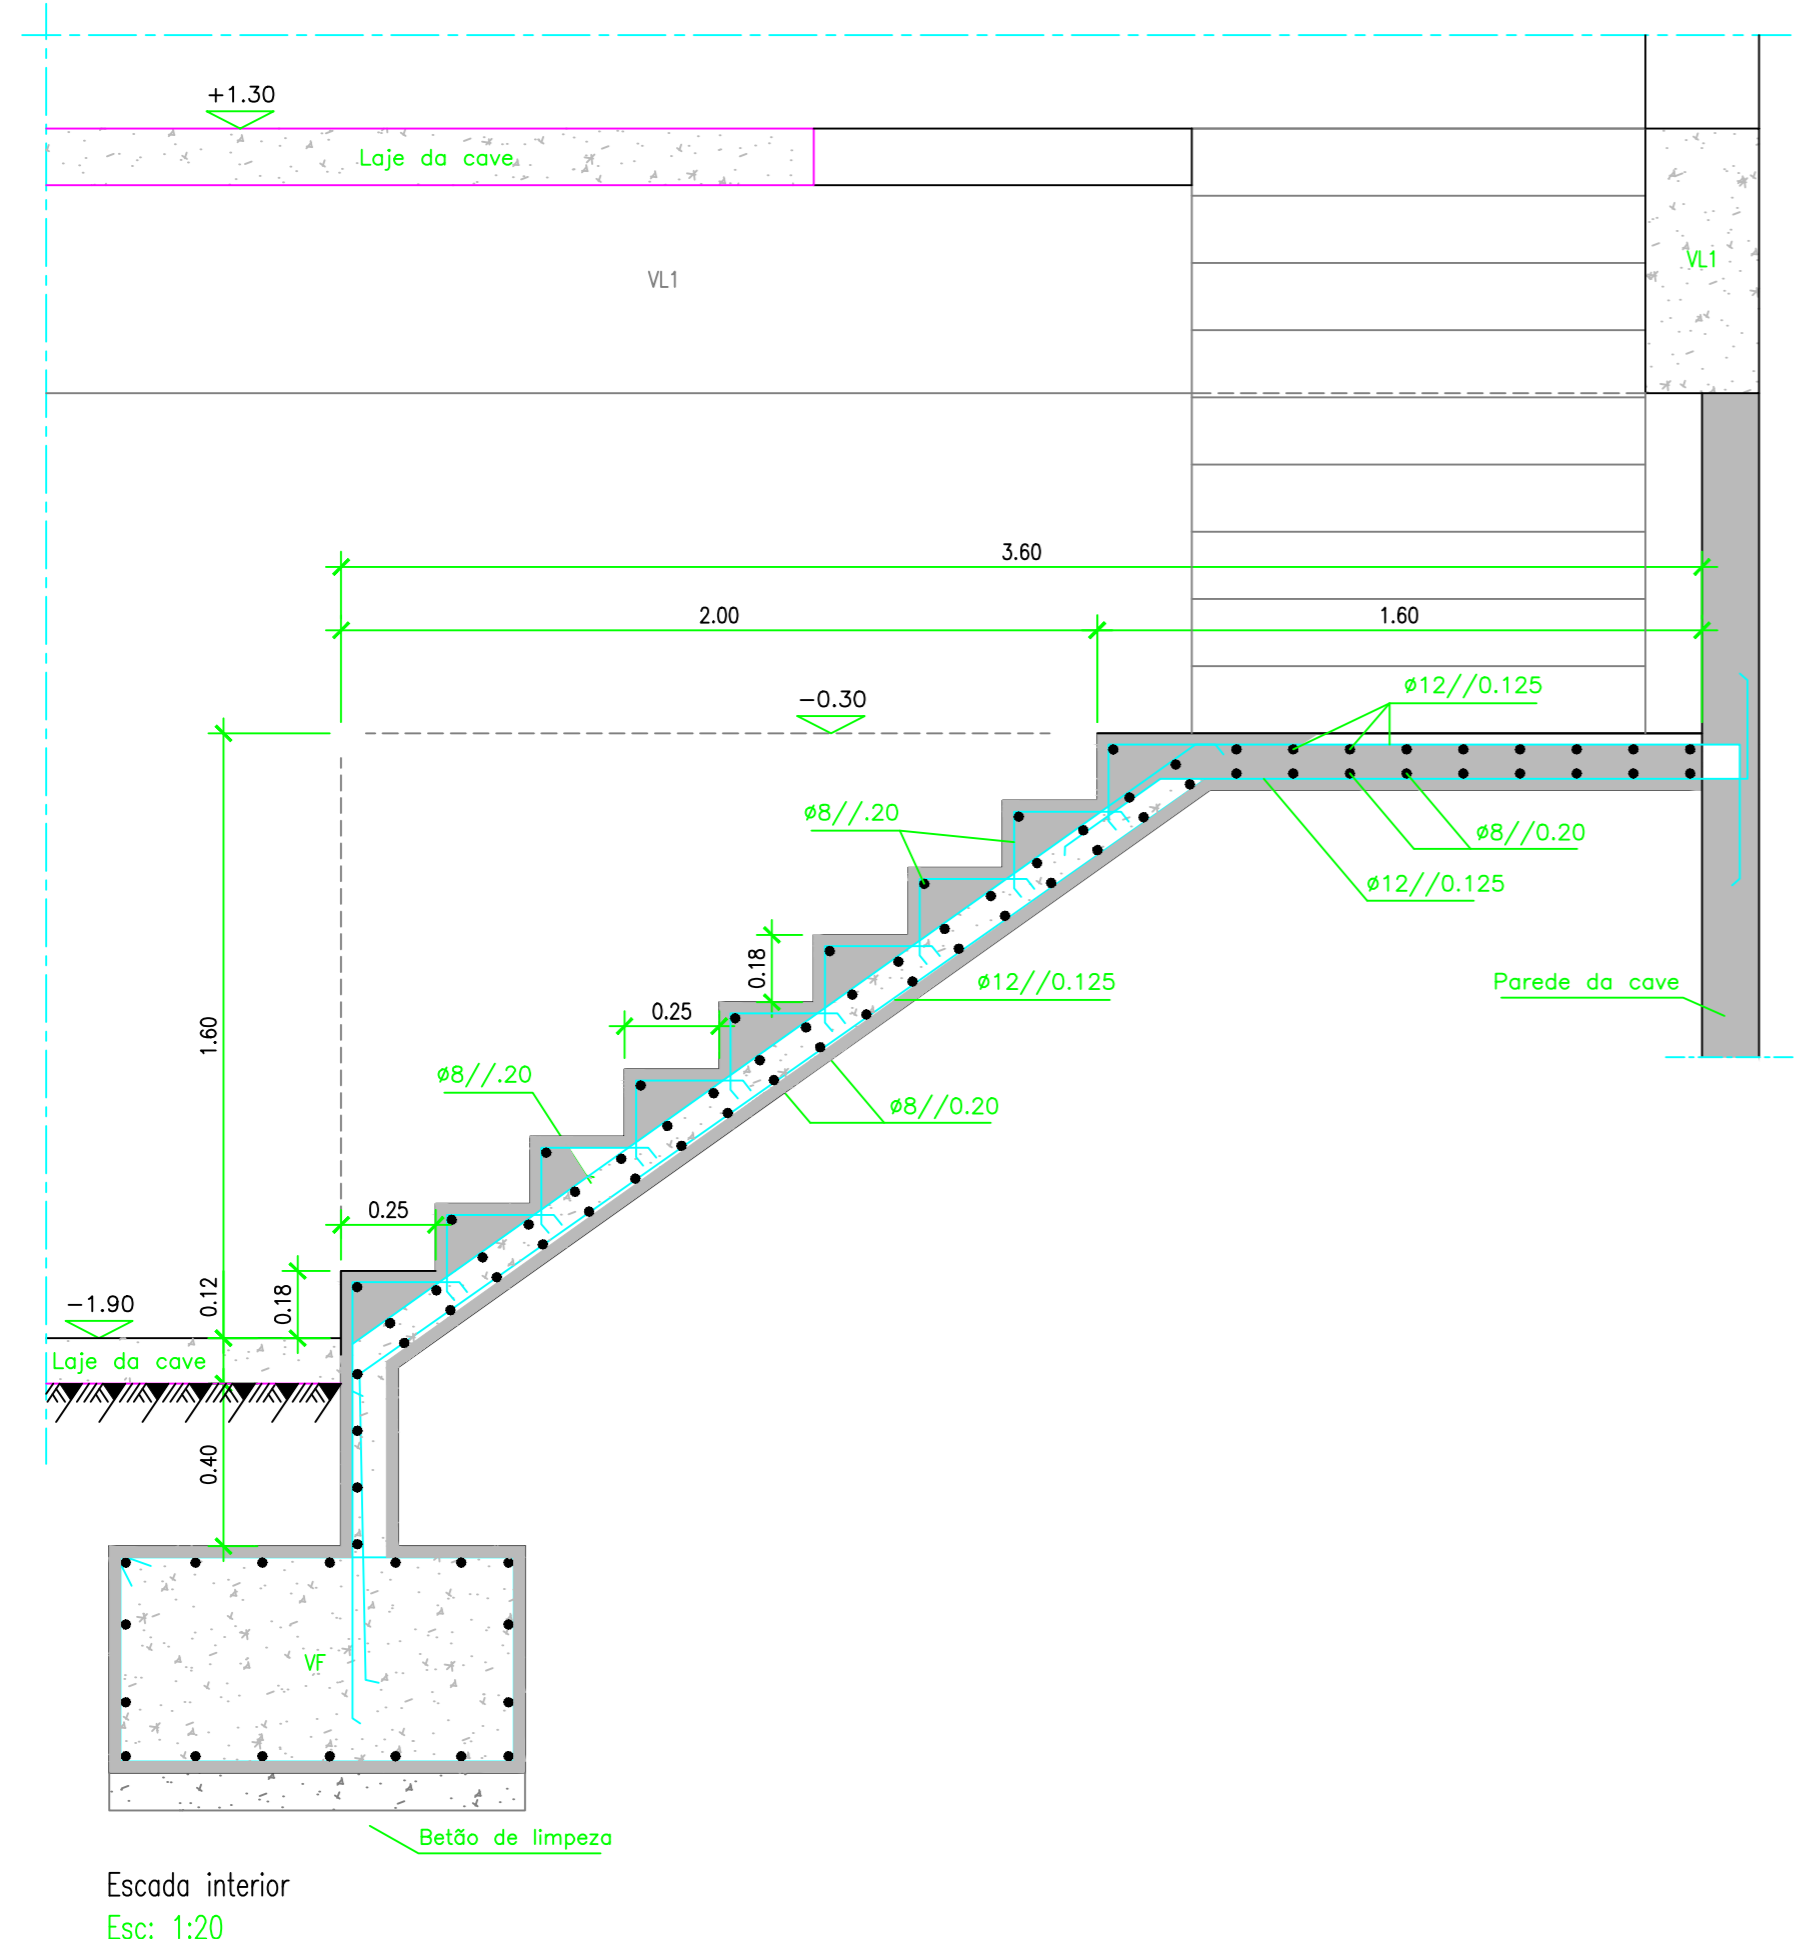 +1.30
Laje da cave
VL1
VL1
3.60
2.00
1.60
-0.30
ø12//0.125
ø8//.20
ø8//0.20
ø12//0.125
0.18
ø12//0.125
Parede da cave
0.25
1.60
ø8//.20
ø8//0.20
0.25
0.12
0.18
-1.90
Laje da cave
0.40
VF
Betão de limpeza
Escada interior
Esc: 1:20